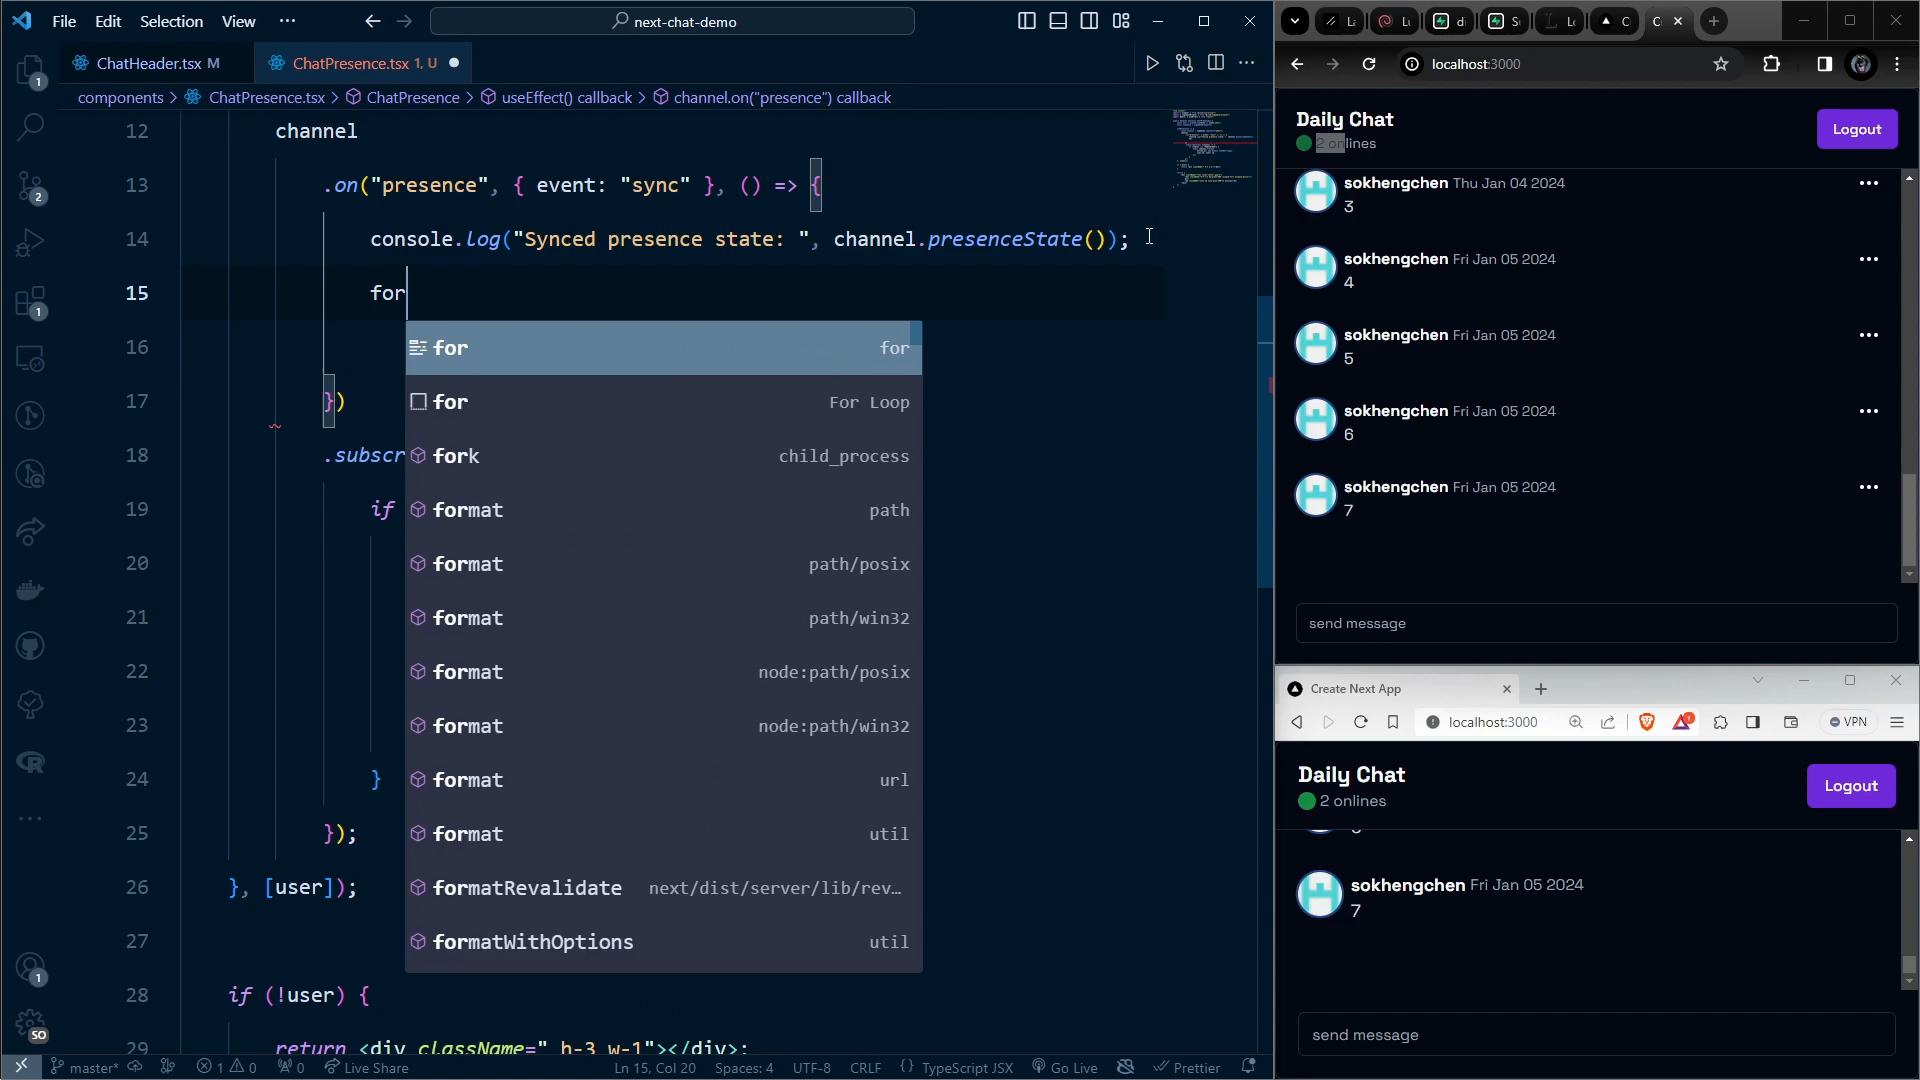 File Edit Selection View
next-chat-demo
ChatHeader.tsx M
ChatPresence.tsx 1, U
components > ChatPresence.tsx > ChatPresence > useEffect() callback > channel.on("presence") callback
12 channel
13 .on("presence", { event: "sync" }, () => {
14 console.log("Synced presence state: ", channel.presenceState());
15 for
16
17 })
18 .subscr
19 if
20
21
22
23
24 }
25 });
26 }, [user]);
27
28 if (!user) {
29 return <div className=" h-3 w-1"></div>;
for for
for For Loop
fork child_process
format path
format path/posix
format path/win32
format node:path/posix
format node:path/win32
format url
format util
formatRevalidate next/dist/server/lib/rev…
formatWithOptions util
1
2
1
1
SO
master* 1 0 0 Live Share Ln 15, Col 20 Spaces: 4 UTF-8 CRLF {} TypeScript JSX Go Live Prettier
localhost:3000
Daily Chat
2 onlines
Logout
sokhengchen Thu Jan 04 2024
3
sokhengchen Fri Jan 05 2024
4
sokhengchen Fri Jan 05 2024
5
sokhengchen Fri Jan 05 2024
6
sokhengchen Fri Jan 05 2024
7
send message
Create Next App
localhost:3000
1
VPN
Daily Chat
2 onlines
Logout
sokhengchen Fri Jan 05 2024
7
send message